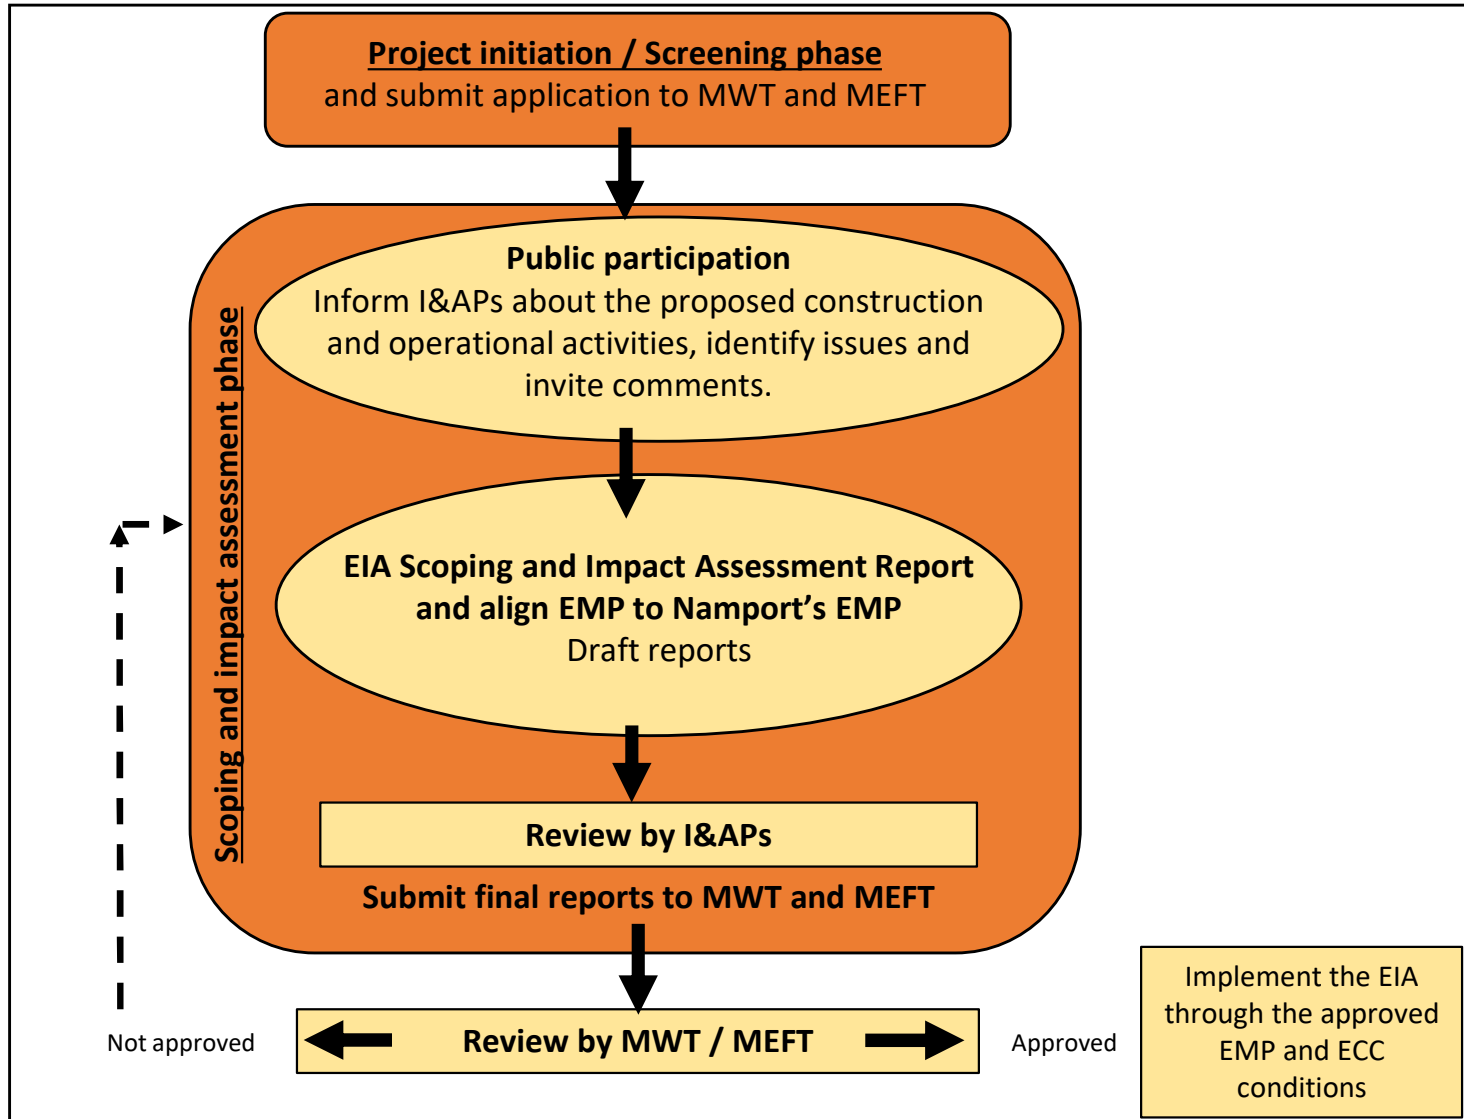 Project initiation / Screening phase
and submit application to MWT and MEFT
Scoping and impact assessment phase
Public participation
Inform I&APs about the proposed construction
and operational activities, identify issues and
invite comments.
EIA Scoping and Impact Assessment Report
and align EMP to Namport’s EMP
Draft reports
Review by I&APs
Submit final reports to MWT and MEFT
Not approved
Review by MWT / MEFT
Approved
Implement the EIA
through the approved
EMP and ECC
conditions